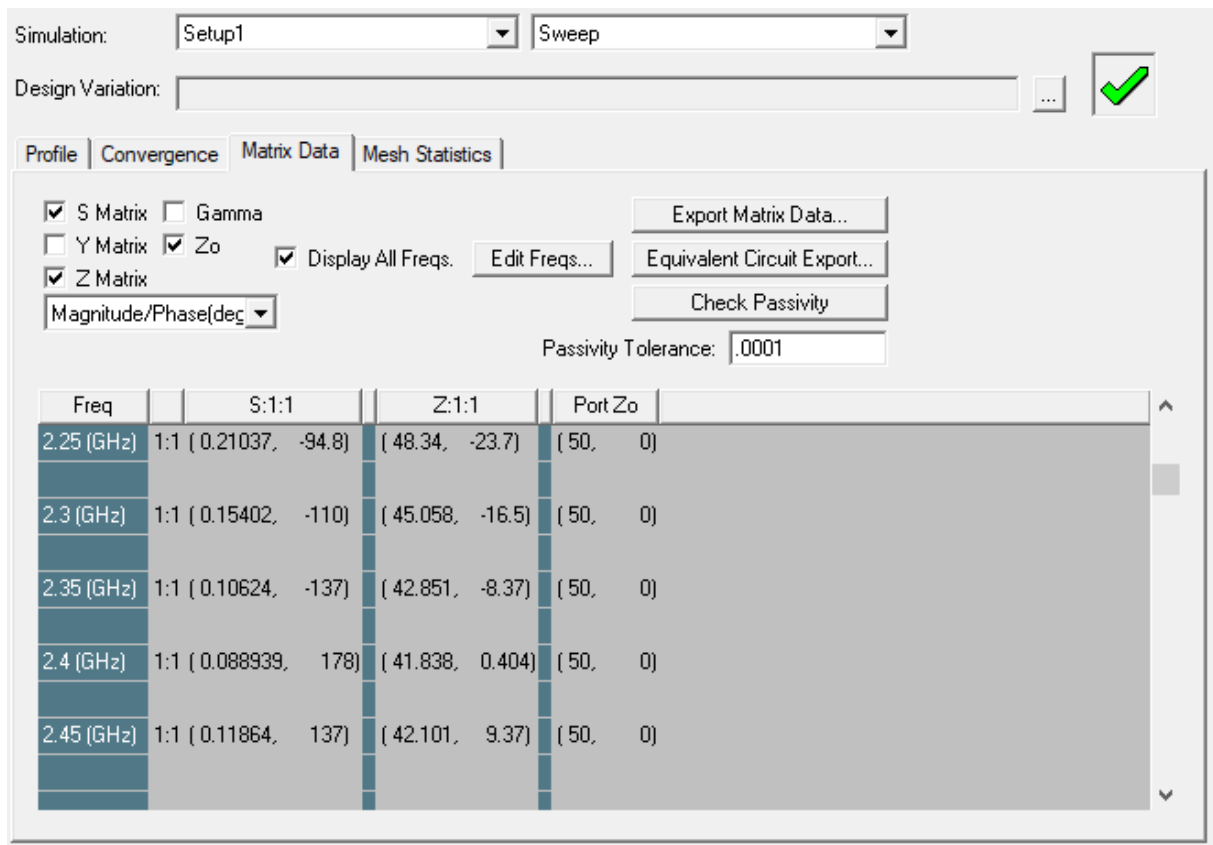 Simulation: Setup1 Sweep
Design Variation: ...
Profile Convergence Matrix Data Mesh Statistics
S Matrix Gamma Export Matrix Data...
Y Matrix Zo Display All Freqs. Edit Freqs... Equivalent Circuit Export...
Z Matrix
Magnitude/Phase(deg Check Passivity
Passivity Tolerance: .0001
Freq S:1:1 Z:1:1 Port Zo
2.25 (GHz) 1:1 ( 0.21037, -94.8) ( 48.34, -23.7) ( 50, 0)
2.3 (GHz) 1:1 ( 0.15402, -110) ( 45.058, -16.5) ( 50, 0)
2.35 (GHz) 1:1 ( 0.10624, -137) ( 42.851, -8.37) ( 50, 0)
2.4 (GHz) 1:1 ( 0.088939, 178) ( 41.838, 0.404) ( 50, 0)
2.45 (GHz) 1:1 ( 0.11864, 137) ( 42.101, 9.37) ( 50, 0)